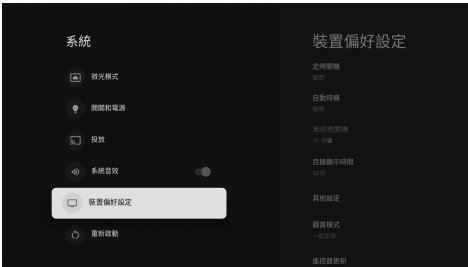 系統
微光模式
開關和電源
投放
系統音效
裝置偏好設定
重新啟動
裝置偏好設定
定時關機
關閉
自動待機
關閉
無訊號關機
15 分鐘
目錄顯示時間
30 秒
其他設定
觀賞模式
一般家用
遙控器更新